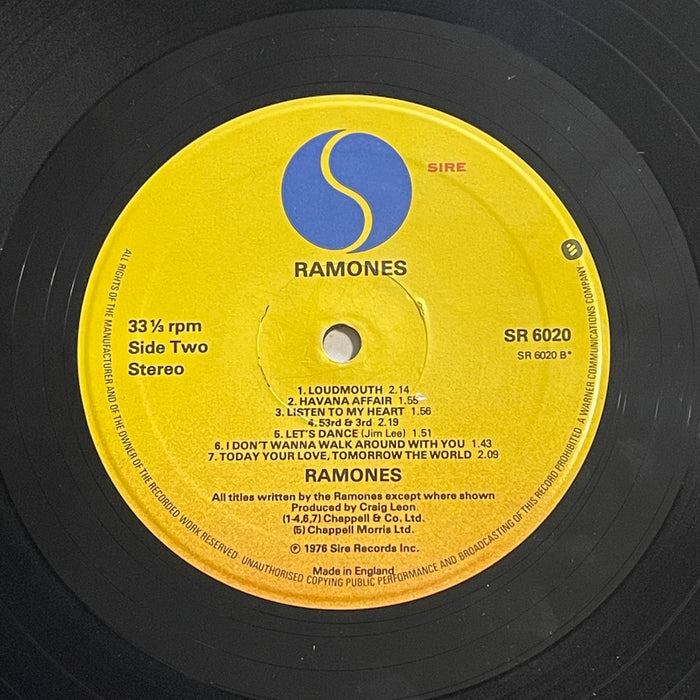 SIRE
RAMONES
33 ⅓ rpm
Side Two
Stereo
SR 6020
SR 6020 B*
1. LOUDMOUTH 2.14
2. HAVANA AFFAIR 1.55
3. LISTEN TO MY HEART 1.56
4. 53rd & 3rd 2.19
5. LET'S DANCE (Jim Lee) 1.51
6. I DON'T WANNA WALK AROUND WITH YOU 1.43
7. TODAY YOUR LOVE, TOMORROW THE WORLD 2.09
RAMONES
All titles written by the Ramones except where shown
Produced by Craig Leon
(1-4,6,7) Chappell & Co. Ltd.
(5) Chappell Morris Ltd.
℗ 1976 Sire Records Inc.
Made in England
ALL RIGHTS OF THE MANUFACTURER AND OF THE OWNER OF THE RECORDED WORK RESERVED. UNAUTHORISED COPYING PUBLIC PERFORMANCE AND BROADCASTING OF THIS RECORD PROHIBITED. A WARNER COMMUNICATIONS COMPANY.